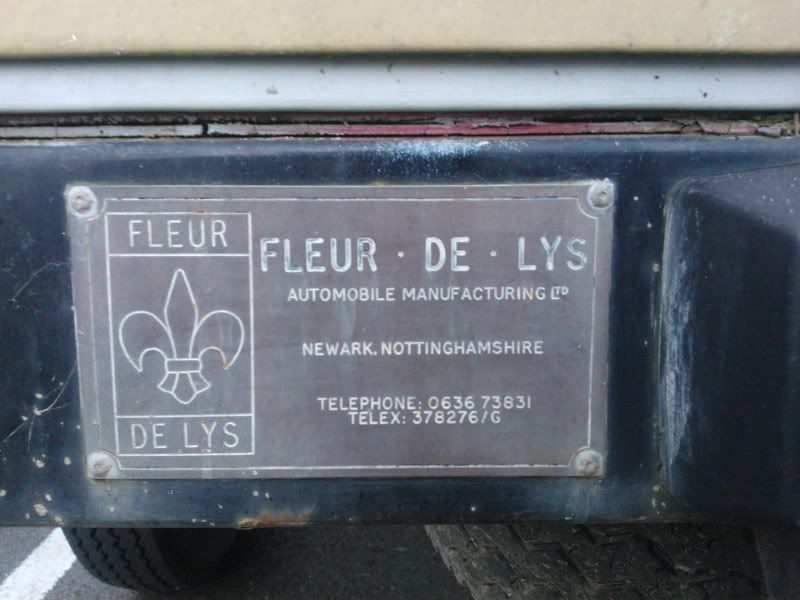 FLEUR
DE LYS
FLEUR · DE · LYS
AUTOMOBILE MANUFACTURING LTD
NEWARK, NOTTINGHAMSHIRE
TELEPHONE: 0636 73831
TELEX: 378276/G